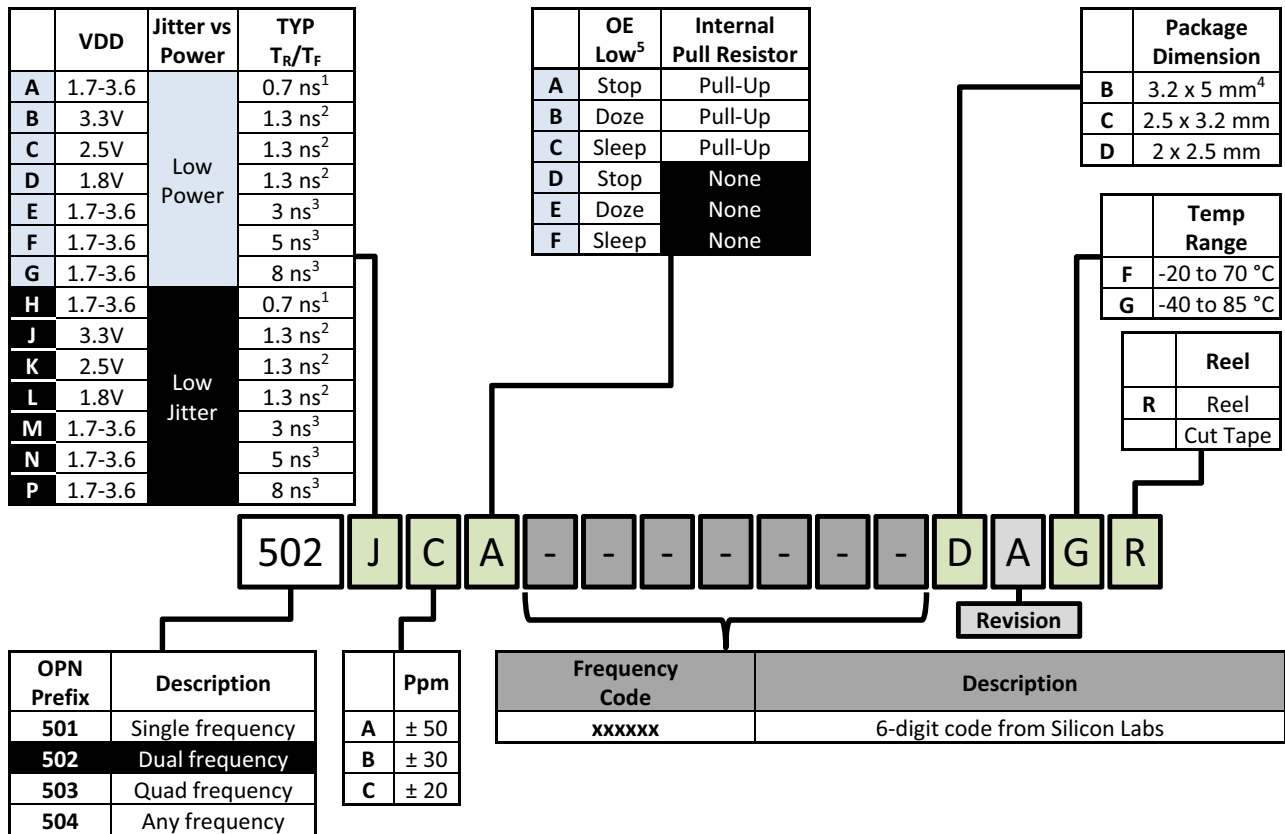 VDD Jitter vs Power TYP T_R/T_F
A 1.7-3.6 0.7 ns¹
B 3.3V 1.3 ns²
C 2.5V 1.3 ns²
D 1.8V 1.3 ns²
E 1.7-3.6 3 ns³
F 1.7-3.6 5 ns³
G 1.7-3.6 8 ns³
Low
Power
H 1.7-3.6 0.7 ns¹
J 3.3V 1.3 ns²
K 2.5V 1.3 ns²
L 1.8V 1.3 ns²
M 1.7-3.6 3 ns³
N 1.7-3.6 5 ns³
P 1.7-3.6 8 ns³
Low
Jitter
OE Low⁵ Internal Pull Resistor
A Stop Pull-Up
B Doze Pull-Up
C Sleep Pull-Up
D Stop None
E Doze None
F Sleep None
Package
Dimension
B 3.2 x 5 mm⁴
C 2.5 x 3.2 mm
D 2 x 2.5 mm
Temp
Range
F -20 to 70 °C
G -40 to 85 °C
Reel
R Reel
Cut Tape
502 J C A - - - - - - - D A G R
Revision
OPN Prefix Description
501 Single frequency
502 Dual frequency
503 Quad frequency
504 Any frequency
Ppm
A ± 50
B ± 30
C ± 20
Frequency Code Description
xxxxxx 6-digit code from Silicon Labs